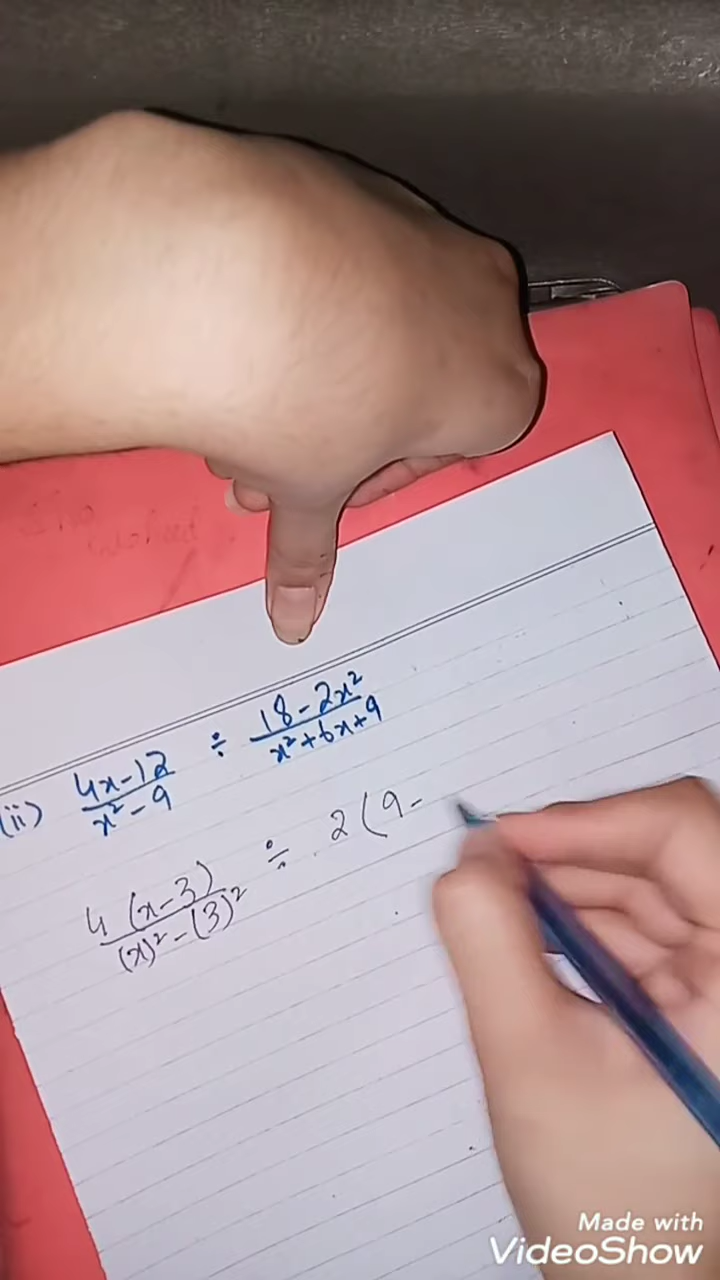 (ii) 4x-12/x²-9 ÷ 18-2x²/x²+6x+9
4(x-3)/(x)²-(3)² ÷ 2(9-
Made with
VideoShow